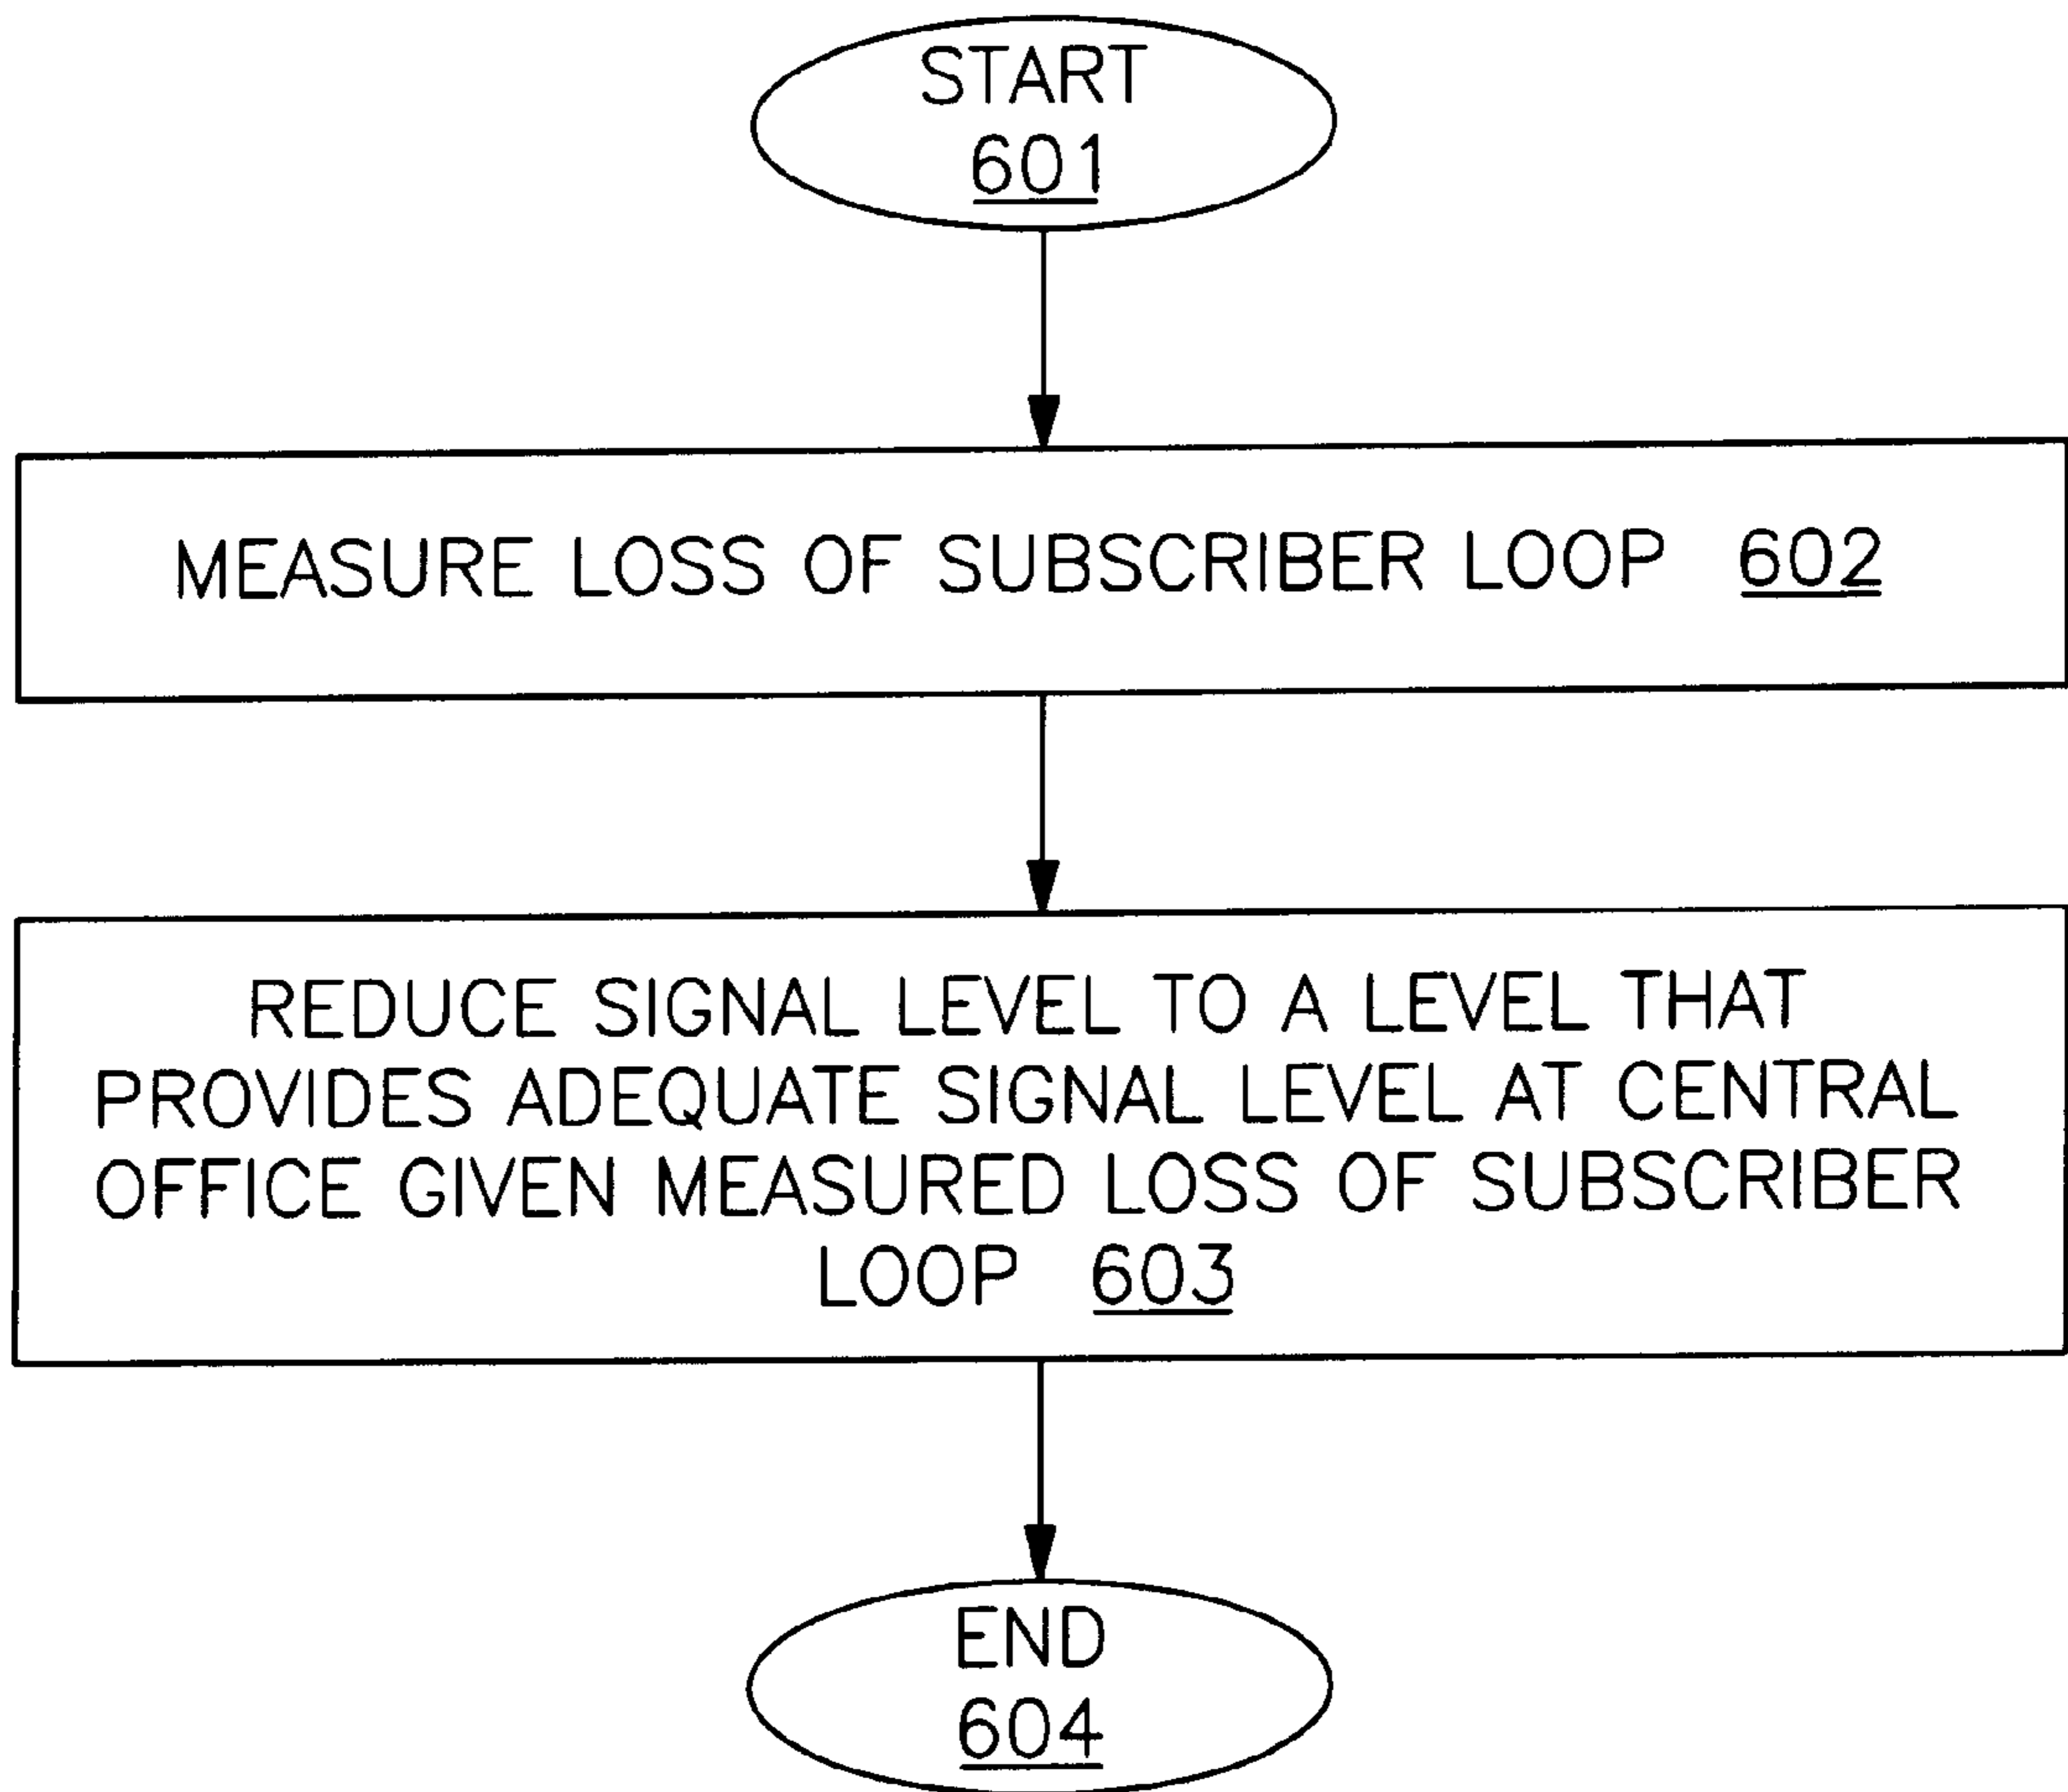 START
601
MEASURE LOSS OF SUBSCRIBER LOOP 602
REDUCE SIGNAL LEVEL TO A LEVEL THAT
PROVIDES ADEQUATE SIGNAL LEVEL AT CENTRAL
OFFICE GIVEN MEASURED LOSS OF SUBSCRIBER
LOOP 603
END
604